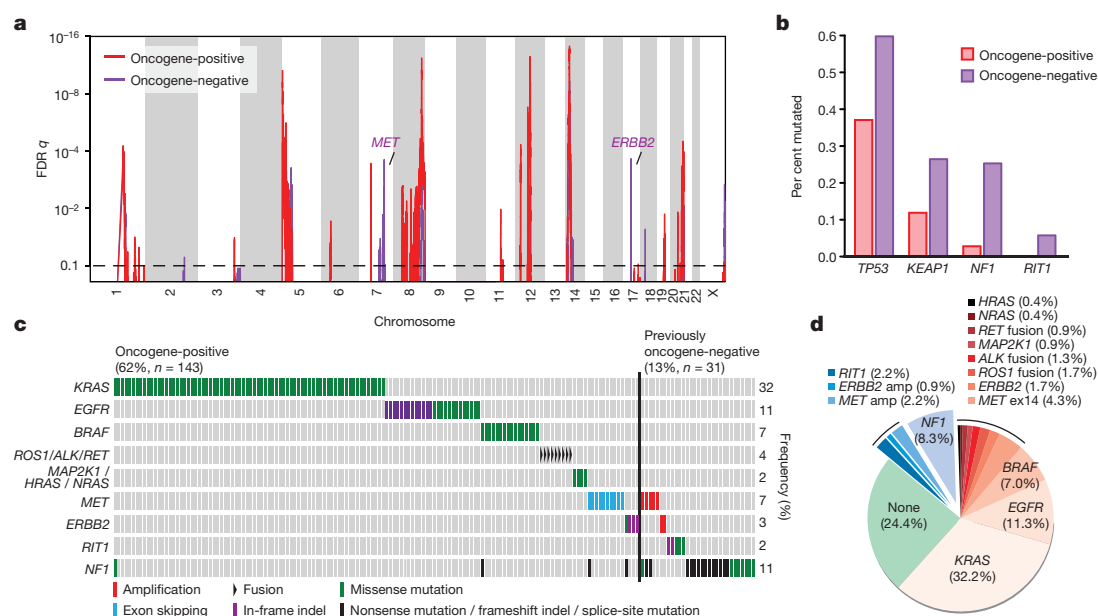 a
10−16
10−8
10−4
10−2
0.1
FDR q
Oncogene-positive
Oncogene-negative
MET
ERBB2
1 2 3 4 5 6 7 8 9 10 11 12 13 14 15 16 17 18 19 20 21 22 X
Chromosome
b
0.6
0.5
0.4
0.3
0.2
0.1
0.0
Per cent mutated
Oncogene-positive
Oncogene-negative
TP53 KEAP1 NF1 RIT1
c
Oncogene-positive
(62%, n = 143)
Previously
oncogene-negative
(13%, n = 31)
KRAS 32
EGFR 11
BRAF 7
ROS1/ALK/RET 4
MAP2K1 /
HRAS / NRAS 2
MET 7
ERBB2 3
RIT1 2
NF1 11
Frequency (%)
Amplification Fusion Missense mutation
Exon skipping In-frame indel Nonsense mutation / frameshift indel / splice-site mutation
d
HRAS (0.4%)
NRAS (0.4%)
RET fusion (0.9%)
MAP2K1 (0.9%)
ALK fusion (1.3%)
ROS1 fusion (1.7%)
ERBB2 (1.7%)
MET ex14 (4.3%)
RIT1 (2.2%)
ERBB2 amp (0.9%)
MET amp (2.2%)
NF1
(8.3%)
BRAF
(7.0%)
EGFR
(11.3%)
None
(24.4%)
KRAS
(32.2%)